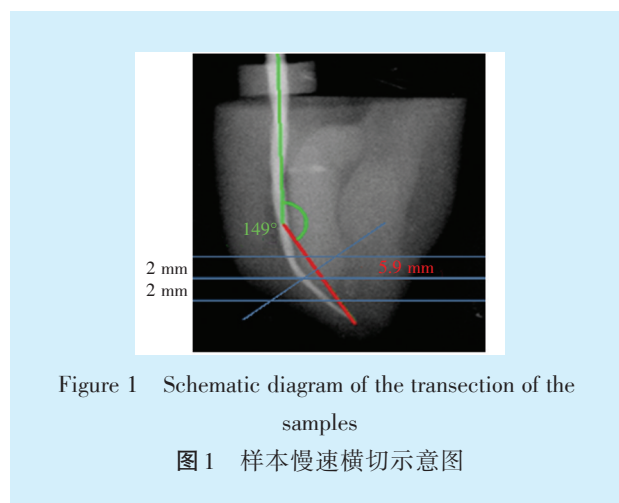 149°
5.9 mm
2 mm
2 mm
Figure 1 Schematic diagram of the transection of the
samples
图1 样本慢速横切示意图